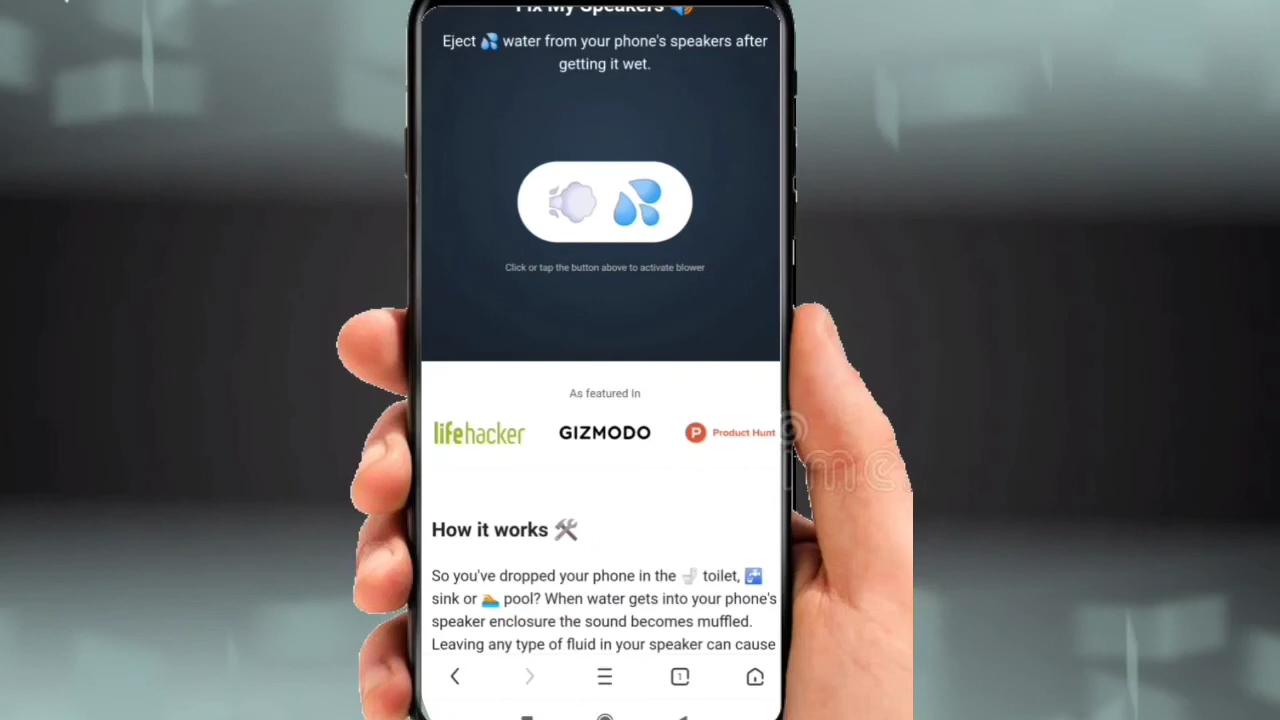 Fix My Speakers 🔊
Eject 💦 water from your phone's speakers after
getting it wet.
Click or tap the button above to activate blower
As featured in
lifehacker
GIZMODO
Product Hunt
How it works 🛠️
So you've dropped your phone in the 🚽 toilet, 🚰
sink or 🏊 pool? When water gets into your phone's
speaker enclosure the sound becomes muffled.
Leaving any type of fluid in your speaker can cause
1